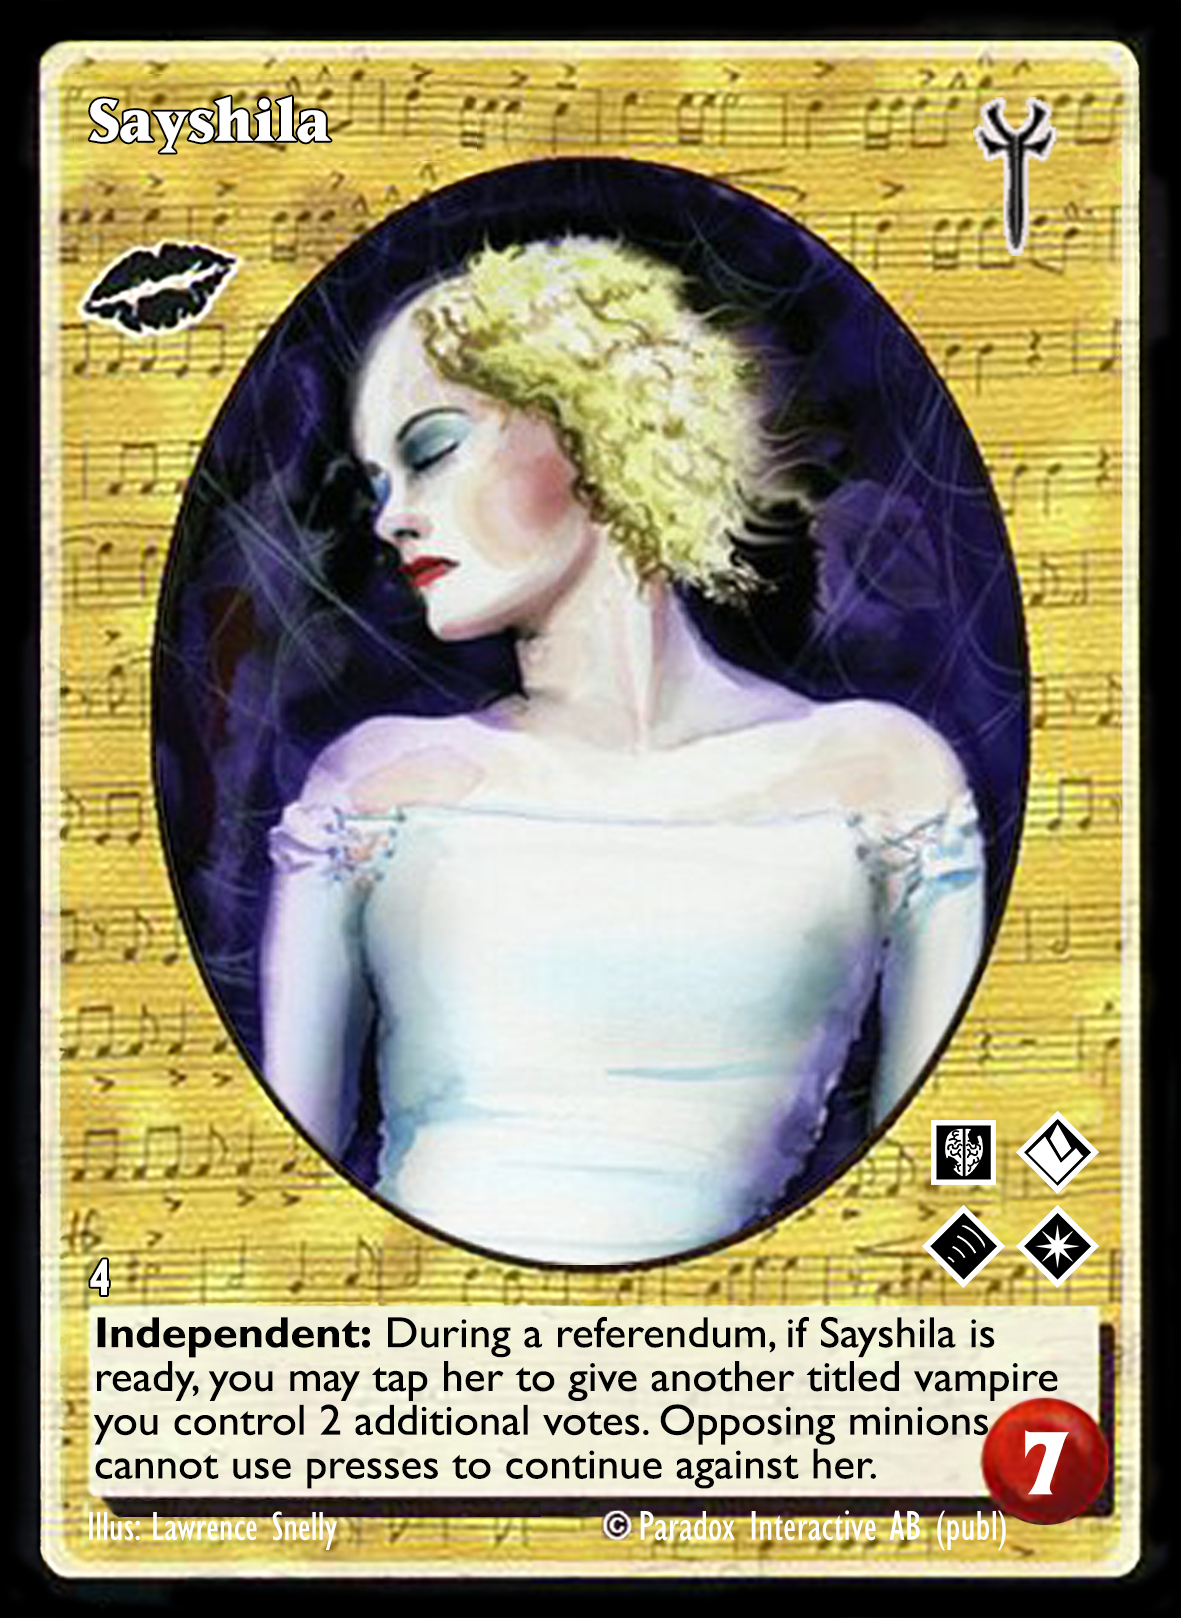 Sayshila
4
Independent: During a referendum, if Sayshila is
ready, you may tap her to give another titled vampire
you control 2 additional votes. Opposing minions
cannot use presses to continue against her.
7
Illus: Lawrence Snelly
© Paradox Interactive AB (publ)